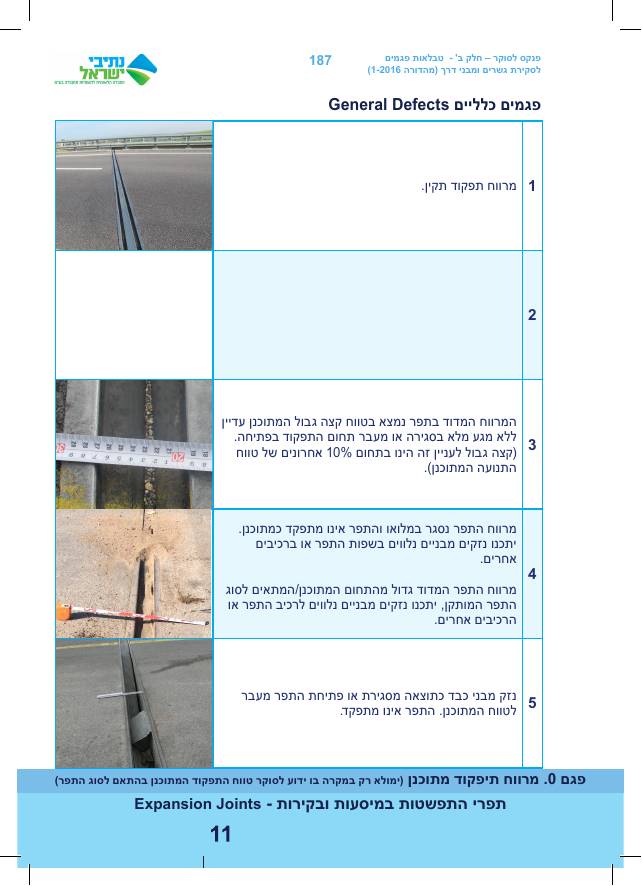 פנקס לסוקר – חלק ב' - טבלאות פגמים
לסקירת גשרים ומבני דרך (מהדורה 1-2016)
187
נתיבי
ישראל
פגמים כלליים General Defects
1
מרווח תפקוד תקין.
2
3
המרווח המדוד בתפר נמצא בטווח קצה גבול המתוכנן עדיין
ללא מגע מלא בסגירה או מעבר תחום התפקוד בפתיחה.
(קצה גבול לעניין זה הינו בתחום 10% אחרונים של טווח
התנועה המתוכנן).
4
מרווח התפר נסגר במלואו והתפר אינו מתפקד כמתוכנן.
יתכנו נזקים מבניים נלווים בשפות התפר או ברכיבים
אחרים.
מרווח התפר המדוד גדול מהתחום המתוכנן/המתאים לסוג
התפר המותקן, יתכנו נזקים מבניים נלווים לרכיב התפר או
הרכיבים אחרים.
5
נזק מבני כבד כתוצאה מסגירת או פתיחת התפר מעבר
לטווח המתוכנן. התפר אינו מתפקד.
פגם 0. מרווח תיפקוד מתוכנן (ימולא רק במקרה בו ידוע לסוקר טווח התפקוד המתוכנן בהתאם לסוג התפר)
תפרי התפשטות במיסעות ובקירות - Expansion Joints
11